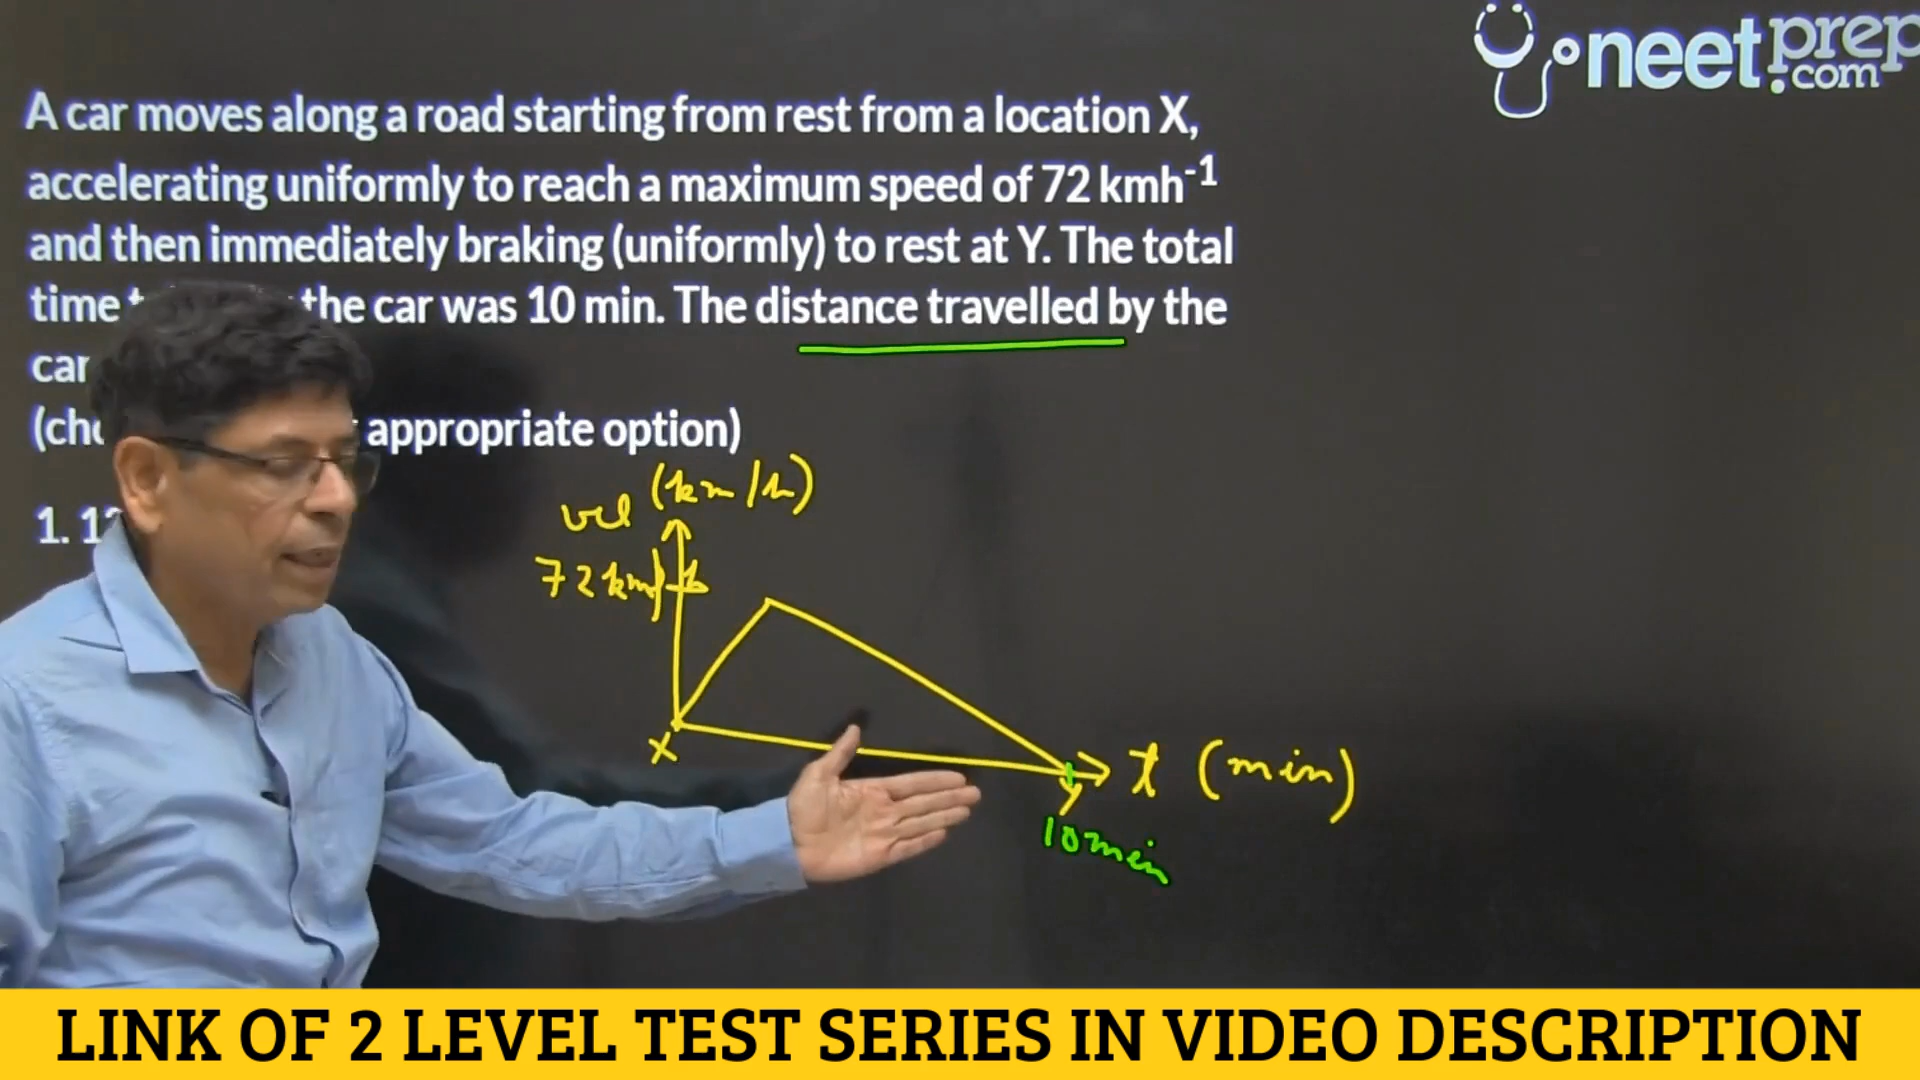 neetprep
.com
A car moves along a road starting from rest from a location X,
accelerating uniformly to reach a maximum speed of 72 kmh-1
and then immediately braking (uniformly) to rest at Y. The total
time the car was 10 min. The distance travelled by the
car
appropriate option)
vel (km/h)
1.
72 km/h
X
t (min)
Y
10 min
LINK OF 2 LEVEL TEST SERIES IN VIDEO DESCRIPTION